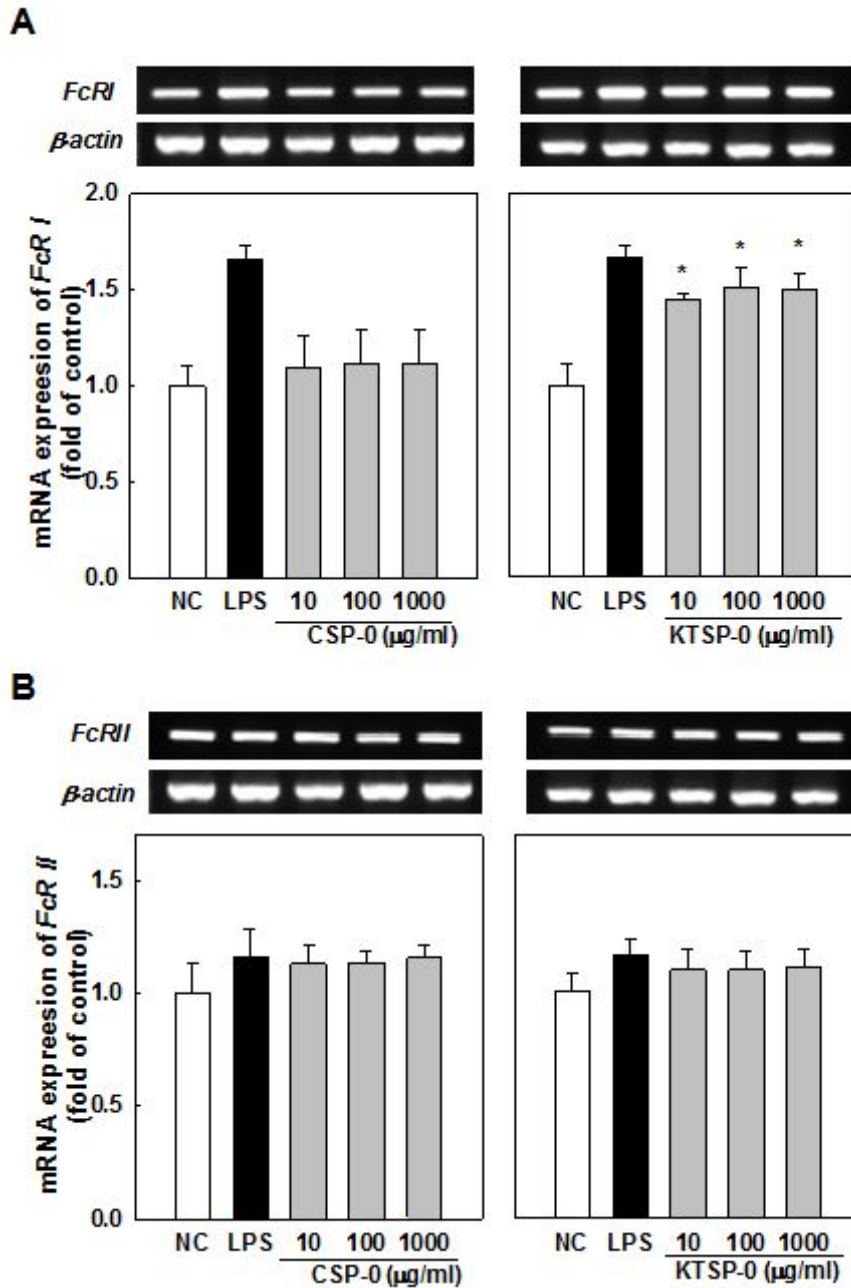 A
FcRI
β-actin
mRNA expreesion of FcR I
(fold of control)
2.0
1.5
1.0
0.5
0.0
* * *
NC LPS 10 100 1000 NC LPS 10 100 1000
CSP-0 (µg/ml) KTSP-0 (µg/ml)
B
FcRII
β-actin
mRNA expreesion of FcR II
(fold of control)
1.5
1.0
0.5
0.0
NC LPS 10 100 1000 NC LPS 10 100 1000
CSP-0 (µg/ml) KTSP-0 (µg/ml)